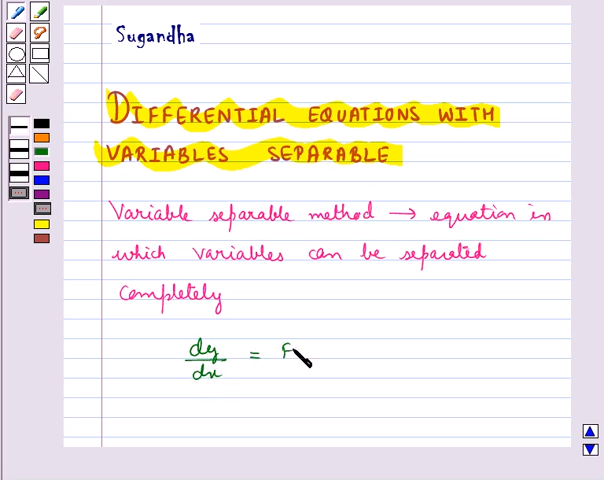 Sugandha
DIFFERENTIAL EQUATIONS WITH
VARIABLES SEPARABLE
Variable separable method → equation in
which variables can be separated
completely
dy/dx = F